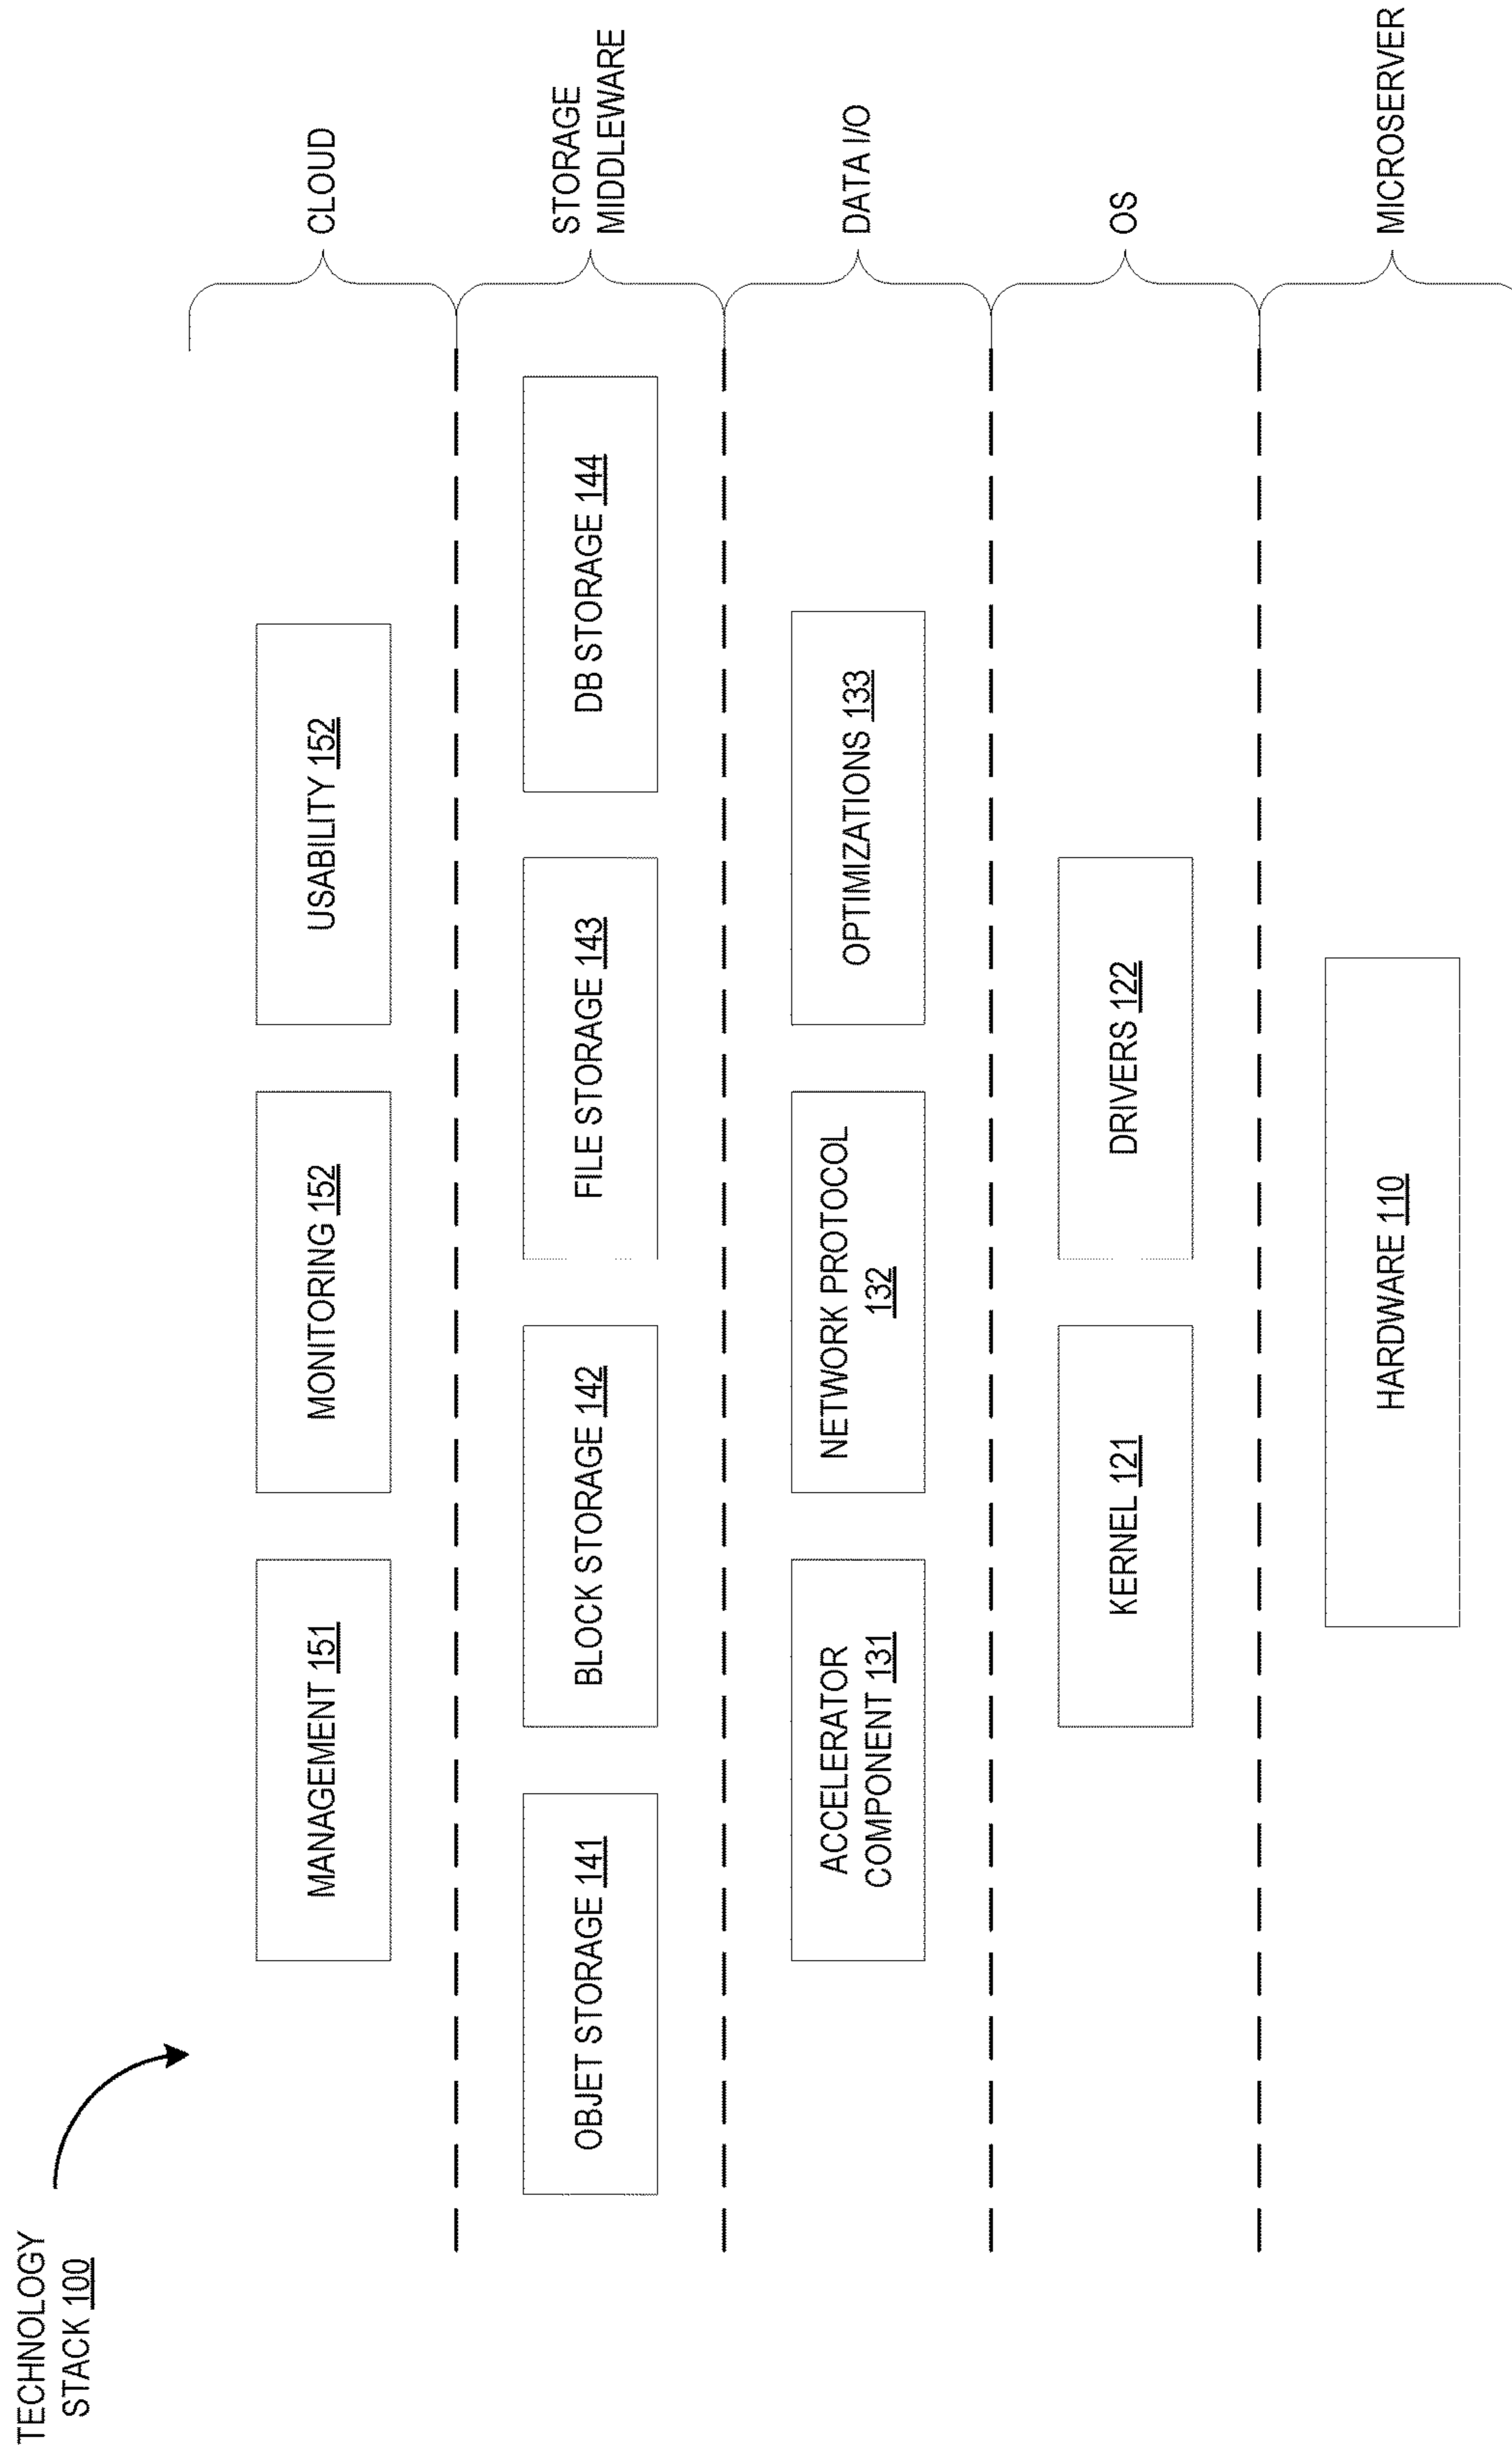 TECHNOLOGY
STACK 100
MANAGEMENT 151
MONITORING 152
USABILITY 152
CLOUD
OBJET STORAGE 141
BLOCK STORAGE 142
FILE STORAGE 143
DB STORAGE 144
STORAGE
MIDDLEWARE
ACCELERATOR
COMPONENT 131
NETWORK PROTOCOL
132
OPTIMIZATIONS 133
DATA I/O
KERNEL 121
DRIVERS 122
OS
HARDWARE 110
MICROSERVER